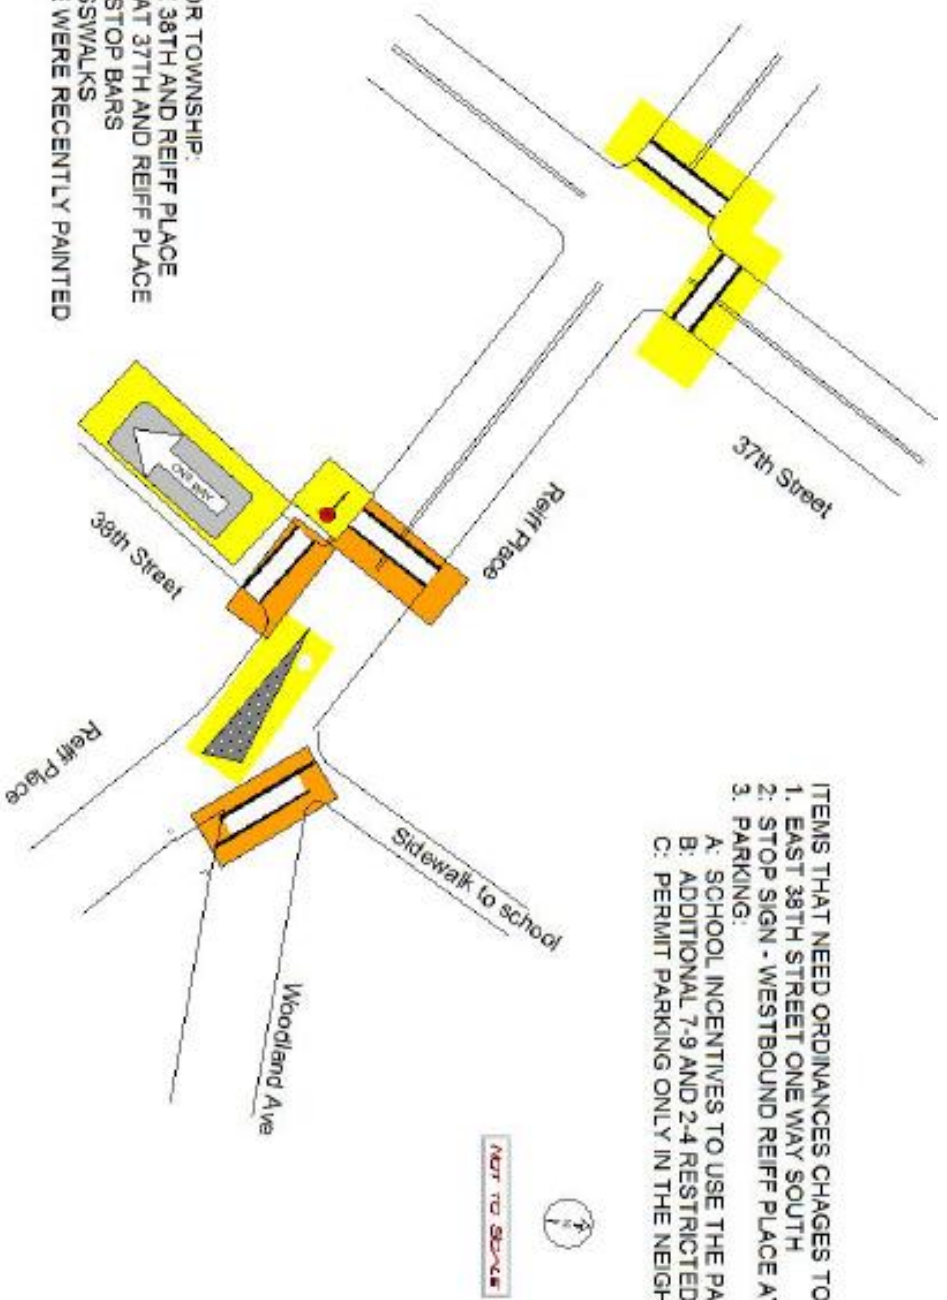 OR TOWNSHIP:
38TH AND REIFF PLACE
AT 37TH AND REIFF PLACE
STOP BARS
SSWALKS
WERE RECENTLY PAINTED
37th Street
Reiff Place
ONE WAY
38th Street
Reiff Place
Sidewalk to school
Woodland Ave
ITEMS THAT NEED ORDINANCES CHAGES TO
1. EAST 38TH STREET ONE WAY SOUTH
2: STOP SIGN - WESTBOUND REIFF PLACE A
3. PARKING:
A: SCHOOL INCENTIVES TO USE THE PA
B: ADDITIONAL 7-9 AND 2-4 RESTRICTED
C: PERMIT PARKING ONLY IN THE NEIGH
N
NOT TO SCALE